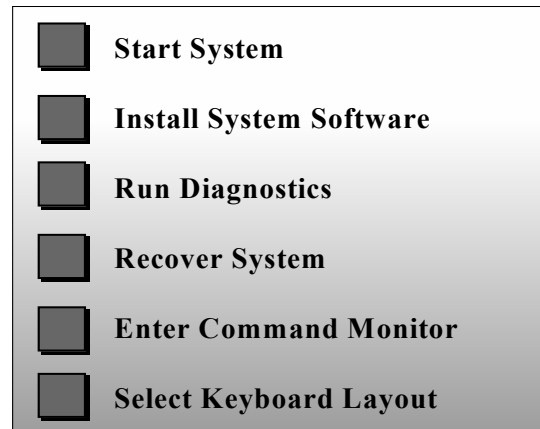 Start System
Install System Software
Run Diagnostics
Recover System
Enter Command Monitor
Select Keyboard Layout